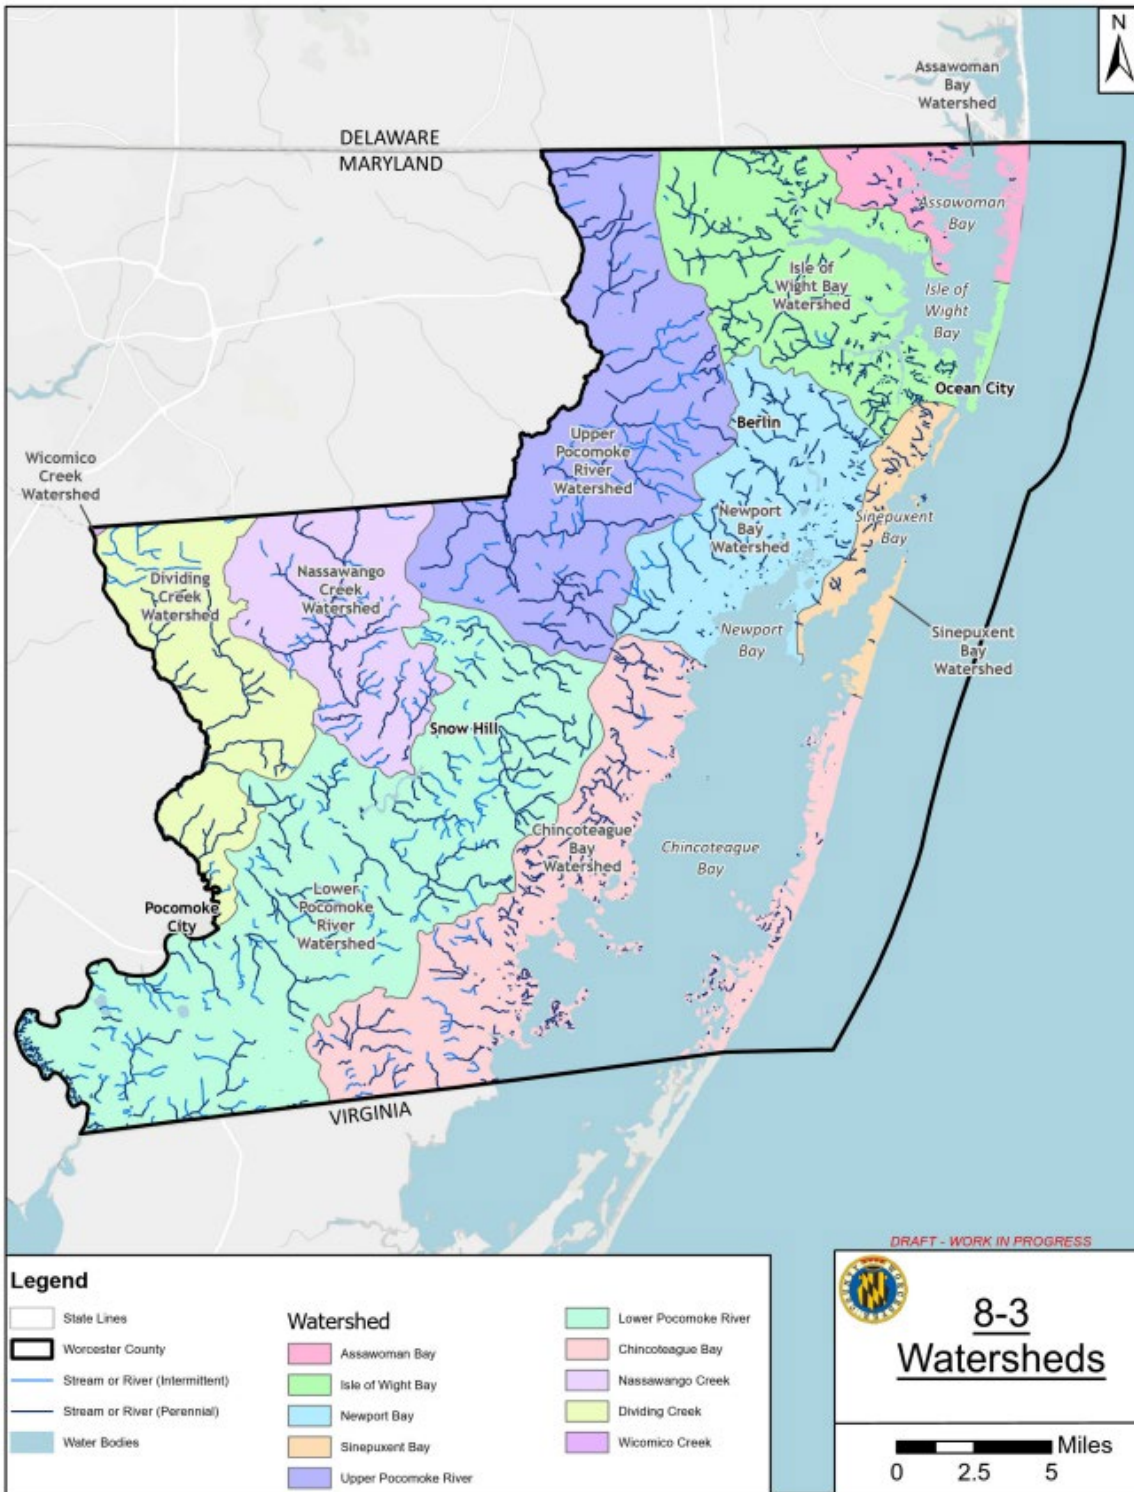 N
Assawoman
Bay
Watershed
DELAWARE
MARYLAND
Assawoman
Bay
Isle of
Wight Bay
Watershed
Isle of
Wight
Bay
Ocean City
Berlin
Upper
Pocomoke
River
Watershed
Wicomico
Creek
Watershed
Newport
Bay
Watershed
Sinepuxent
Bay
Dividing
Creek
Watershed
Nassawango
Creek
Watershed
Newport
Bay
Sinepuxent
Bay
Watershed
Snow Hill
Chincoteague
Bay
Watershed
Chincoteague
Bay
Lower
Pocomoke
River
Watershed
Pocomoke
City
VIRGINIA
DRAFT - WORK IN PROGRESS
Legend
State Lines
Worcester County
Stream or River (Intermittent)
Stream or River (Perennial)
Water Bodies
Watershed
Assawoman Bay
Isle of Wight Bay
Newport Bay
Sinepuxent Bay
Upper Pocomoke River
Lower Pocomoke River
Chincoteague Bay
Nassawango Creek
Dividing Creek
Wicomico Creek
8-3
Watersheds
Miles
0 2.5 5